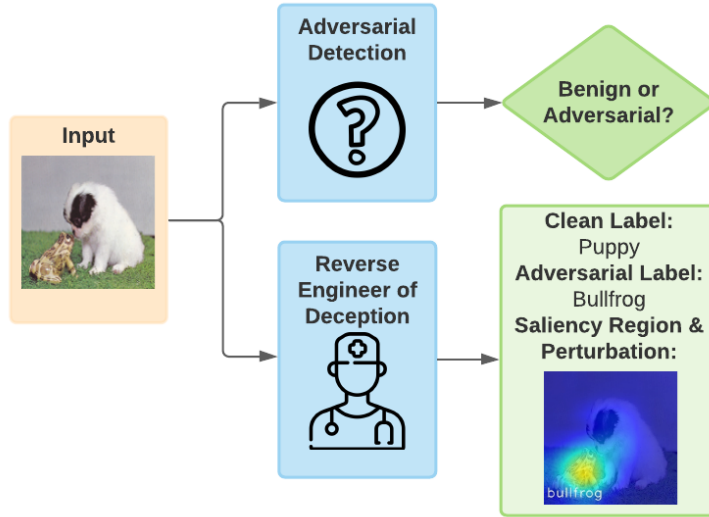 Input
Adversarial
Detection
?
Benign or
Adversarial?
Reverse
Engineer of
Deception
Clean Label:
Puppy
Adversarial Label:
Bullfrog
Saliency Region &
Perturbation:
bullfrog